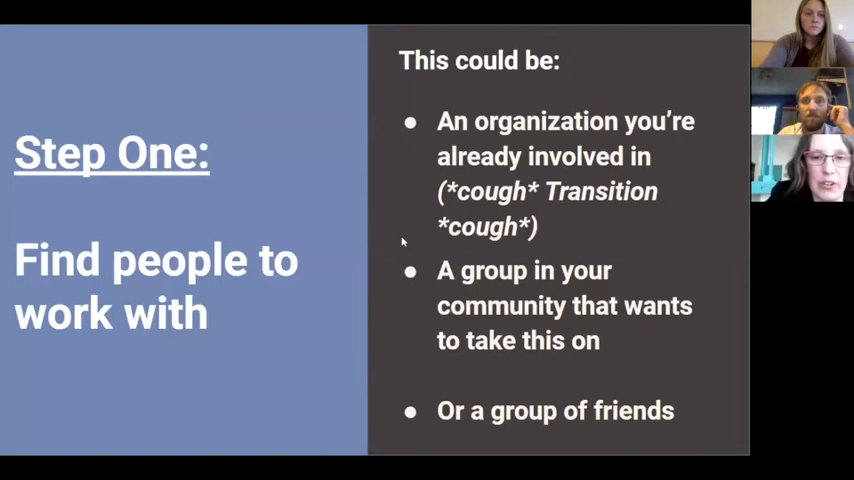 Step One:
Find people to
work with
This could be:
● An organization you’re
already involved in
(*cough* Transition
*cough*)
● A group in your
community that wants
to take this on
● Or a group of friends